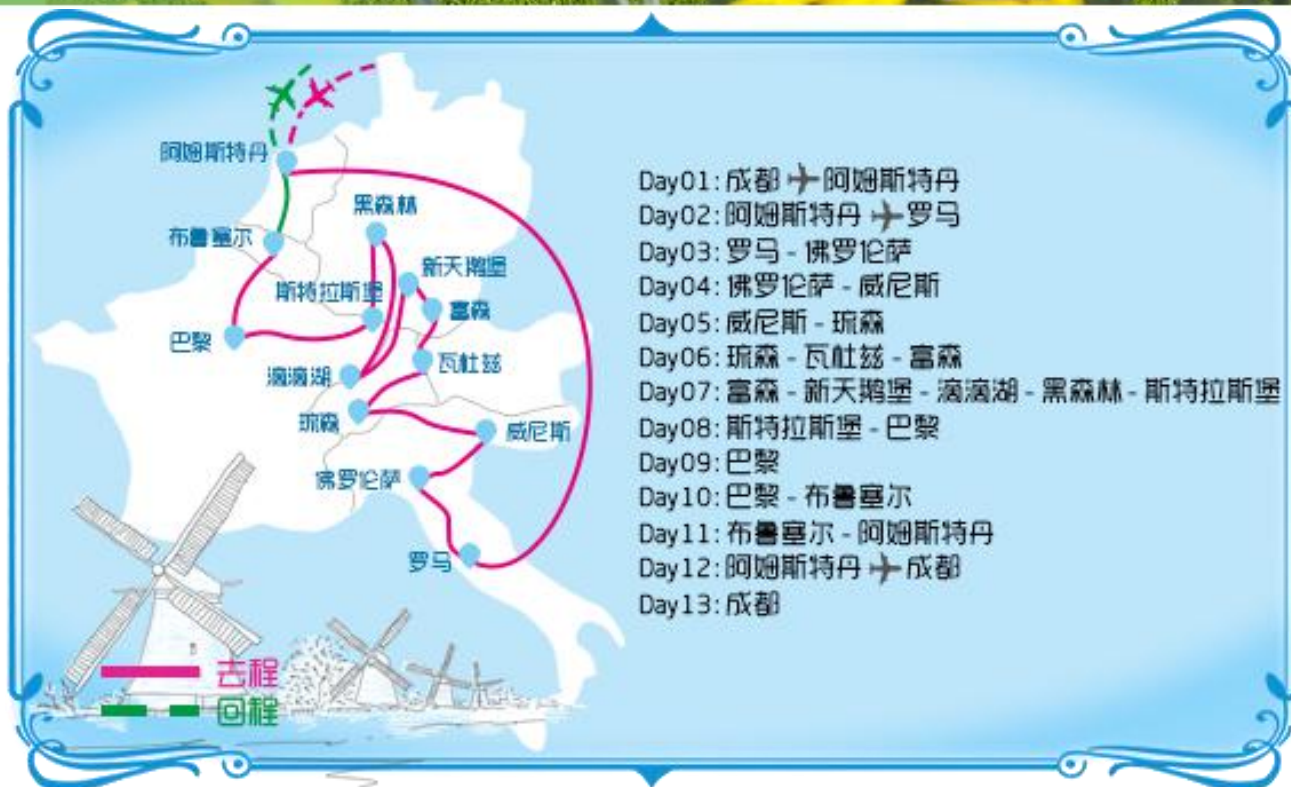 阿姆斯特丹
黑森林
布鲁塞尔
新天鹅堡
斯特拉斯堡
富森
巴黎
瓦杜兹
滴滴湖
琉森
威尼斯
佛罗伦萨
罗马
去程
回程
Day01: 成都 ✈ 阿姆斯特丹
Day02: 阿姆斯特丹 ✈ 罗马
Day03: 罗马 - 佛罗伦萨
Day04: 佛罗伦萨 - 威尼斯
Day05: 威尼斯 - 琉森
Day06: 琉森 - 瓦杜兹 - 富森
Day07: 富森 - 新天鹅堡 - 滴滴湖 - 黑森林 - 斯特拉斯堡
Day08: 斯特拉斯堡 - 巴黎
Day09: 巴黎
Day10: 巴黎 - 布鲁塞尔
Day11: 布鲁塞尔 - 阿姆斯特丹
Day12: 阿姆斯特丹 ✈ 成都
Day13: 成都